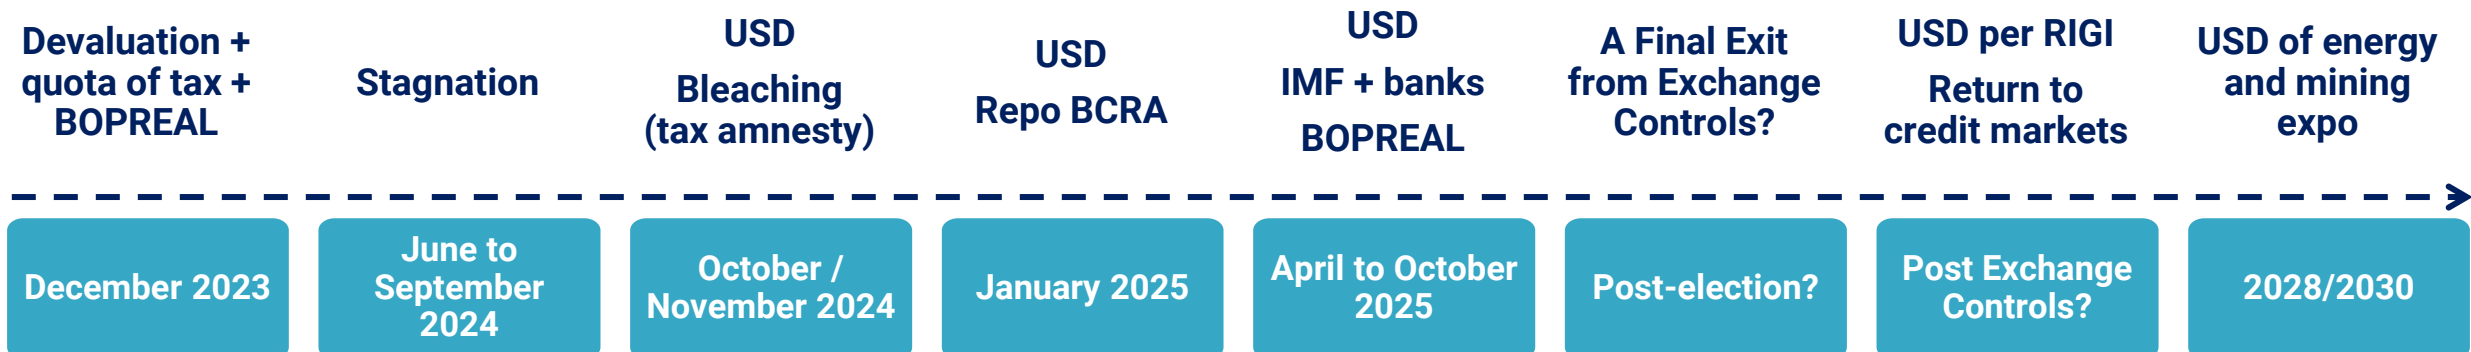 Devaluation +
quota of tax +
BOPREAL
Stagnation
USD
Bleaching
(tax amnesty)
USD
Repo BCRA
USD
IMF + banks
BOPREAL
A Final Exit
from Exchange
Controls?
USD per RIGI
Return to
credit markets
USD of energy
and mining
expo
December 2023
June to
September
2024
October /
November 2024
January 2025
April to October
2025
Post-election?
Post Exchange
Controls?
2028/2030